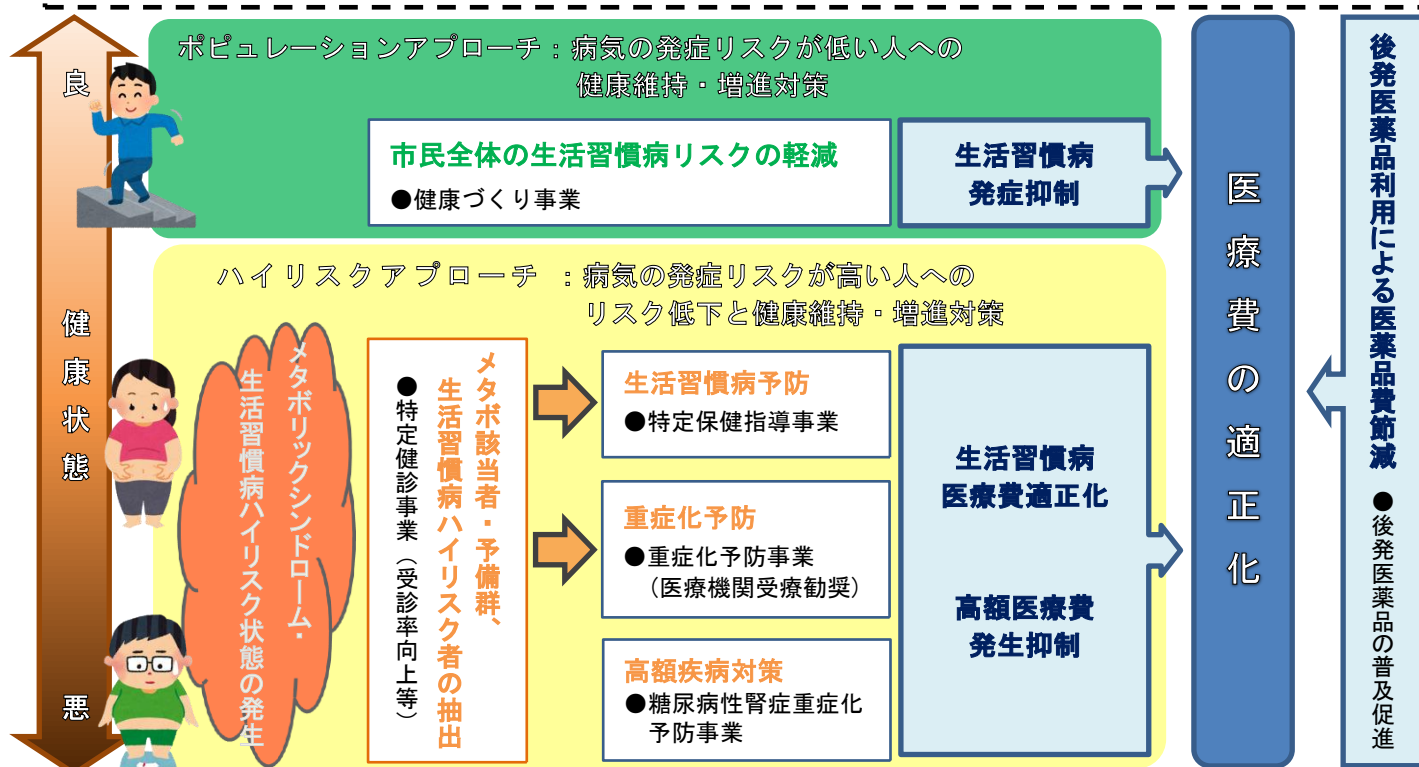 良
健康状態
悪
ポピュレーションアプローチ：病気の発症リスクが低い人への
健康維持・増進対策
市民全体の生活習慣病リスクの軽減
●健康づくり事業
生活習慣病
発症抑制
ハイリスクアプローチ ：病気の発症リスクが高い人への
リスク低下と健康維持・増進対策
メタボリックシンドローム・
生活習慣病ハイリスク状態の発生
メタボ該当者・予備群、
生活習慣病ハイリスク者の抽出
●特定健診事業（受診率向上等）
生活習慣病予防
●特定保健指導事業
重症化予防
●重症化予防事業
（医療機関受療勧奨）
高額疾病対策
●糖尿病性腎症重症化
予防事業
生活習慣病
医療費適正化
高額医療費
発生抑制
医療費の適正化
後発医薬品利用による医薬品費節減
●後発医薬品の普及促進